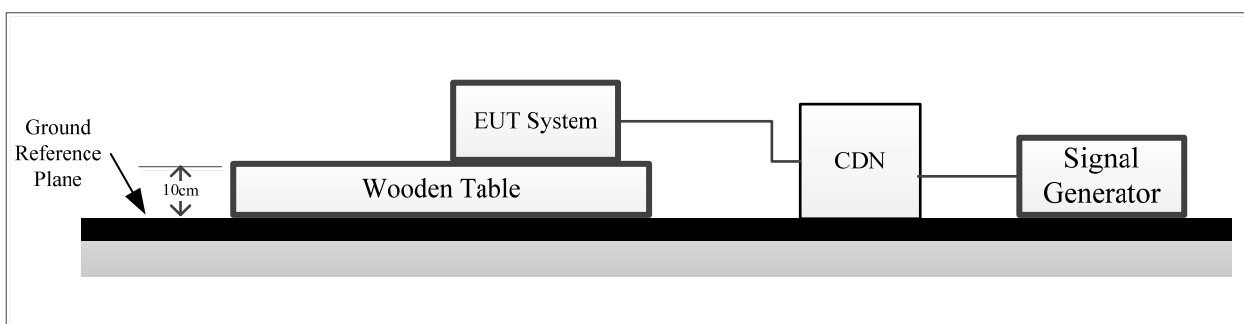 Ground
Reference
Plane
10cm
EUT System
Wooden Table
CDN
Signal
Generator